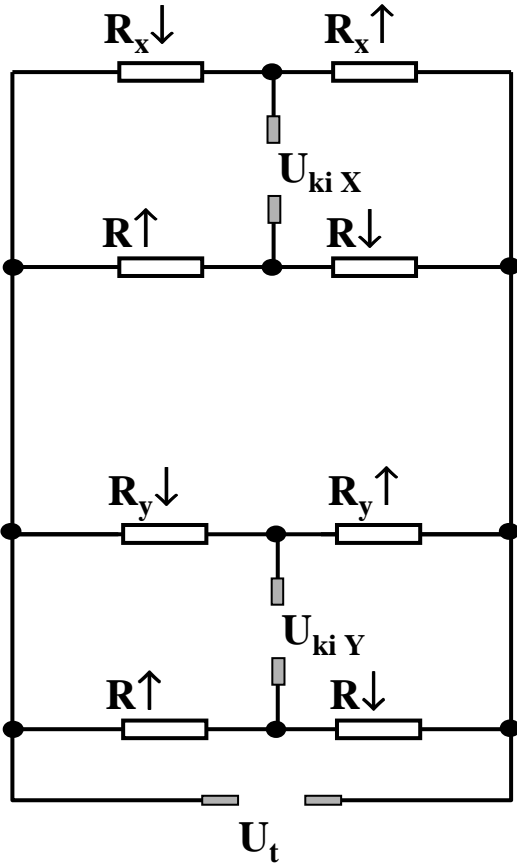 Rx↓ Rx↑
Uki X
R↑ R↓
Ry↓ Ry↑
Uki Y
R↑ R↓
Ut